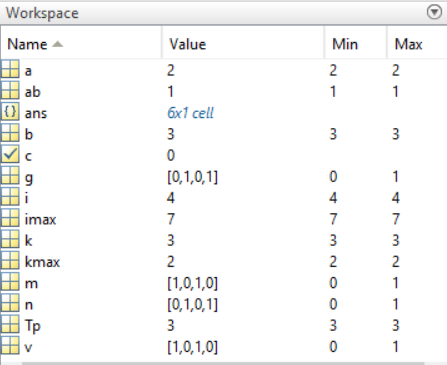 Workspace
Name Value Min Max
a 2 2 2
ab 1 1 1
{} ans 6x1 cell
b 3 3 3
c 0
g [0,1,0,1] 0 1
i 4 4 4
imax 7 7 7
k 3 3 3
kmax 2 2 2
m [1,0,1,0] 0 1
n [0,1,0,1] 0 1
Tp 3 3 3
v [1,0,1,0] 0 1